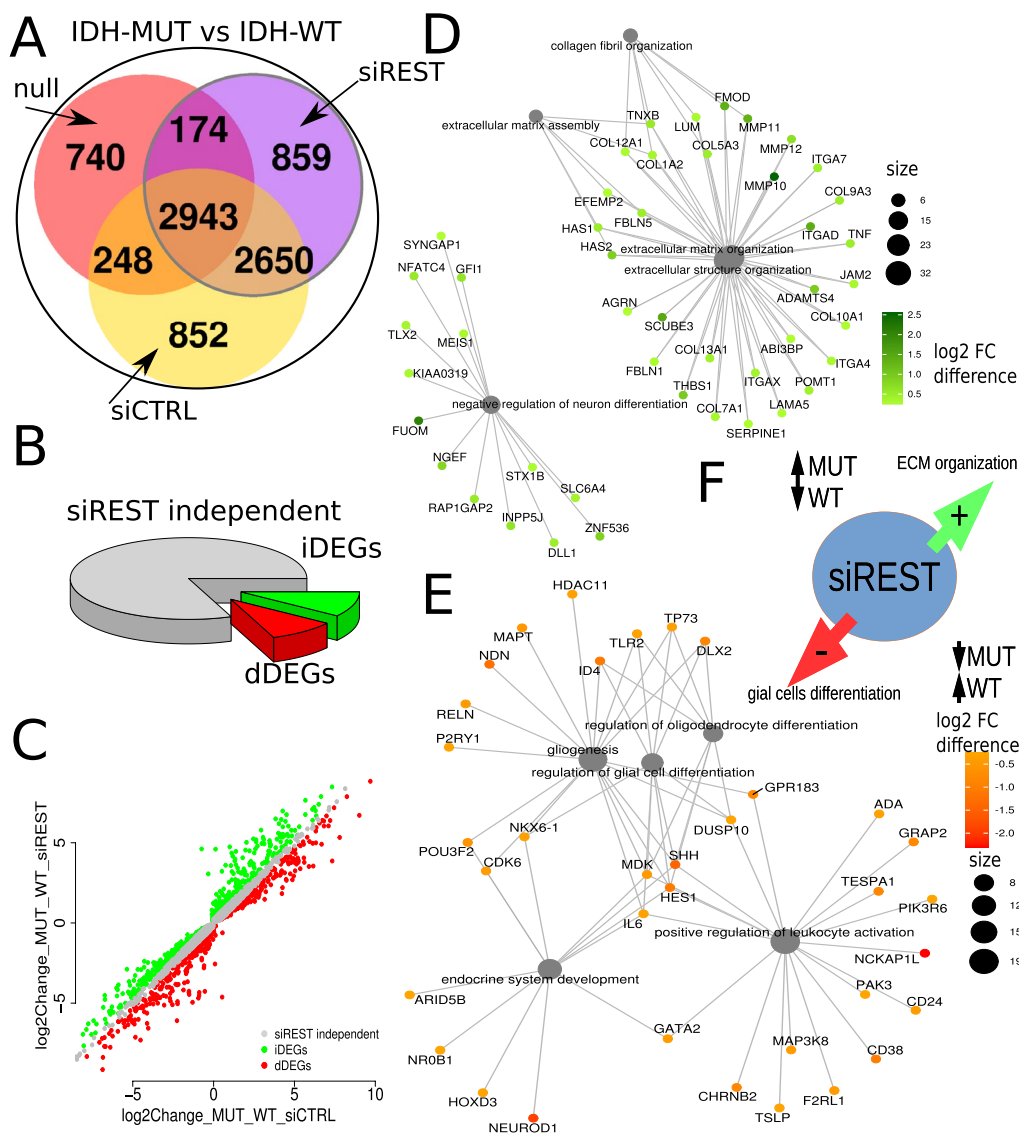 A
IDH-MUT vs IDH-WT
null
siREST
174
740
859
2943
248
2650
852
siCTRL
B
siREST independent
iDEGs
dDEGs
C
log2Change_MUT_WT_siREST
5
0
−5
siREST independent
iDEGs
dDEGs
−5
0
5
10
log2Change_MUT_WT_siCTRL
D
collagen fibril organization
extracellular matrix assembly
FMOD
TNXB
LUM
MMP11
COL12A1
COL5A3
MMP12
COL1A2
ITGA7
MMP10
COL9A3
EFEMP2
FBLN5
HAS1
ITGAD
TNF
HAS2
extracellular matrix organization
extracellular structure organization
JAM2
ADAMTS4
AGRN
COL10A1
SCUBE3
ABI3BP
COL13A1
ITGA4
FBLN1
THBS1
ITGAX
POMT1
COL7A1
LAMA5
SERPINE1
SYNGAP1
NFATC4
GFI1
TLX2
MEIS1
KIAA0319
negative regulation of neuron differentiation
FUOM
NGEF
STX1B
SLC6A4
RAP1GAP2
INPP5J
ZNF536
DLL1
size
6
15
23
32
2.5
2.0
1.5
1.0
0.5
log2 FC
difference
E
HDAC11
MAPT
TLR2
TP73
NDN
DLX2
ID4
RELN
regulation of oligodendrocyte differentiation
P2RY1
gliogenesis
regulation of glial cell differentiation
GPR183
NKX6-1
DUSP10
ADA
POU3F2
CDK6
MDK
SHH
GRAP2
HES1
TESPA1
IL6
PIK3R6
positive regulation of leukocyte activation
NCKAP1L
endocrine system development
ARID5B
PAK3
CD24
GATA2
NR0B1
MAP3K8
CD38
HOXD3
CHRNB2
F2RL1
TSLP
NEUROD1
F
MUT
WT
ECM organization
+
siREST
-
gial cells differentiation
MUT
WT
log2 FC
difference
-0.5
-1.0
-1.5
-2.0
size
8
12
15
19